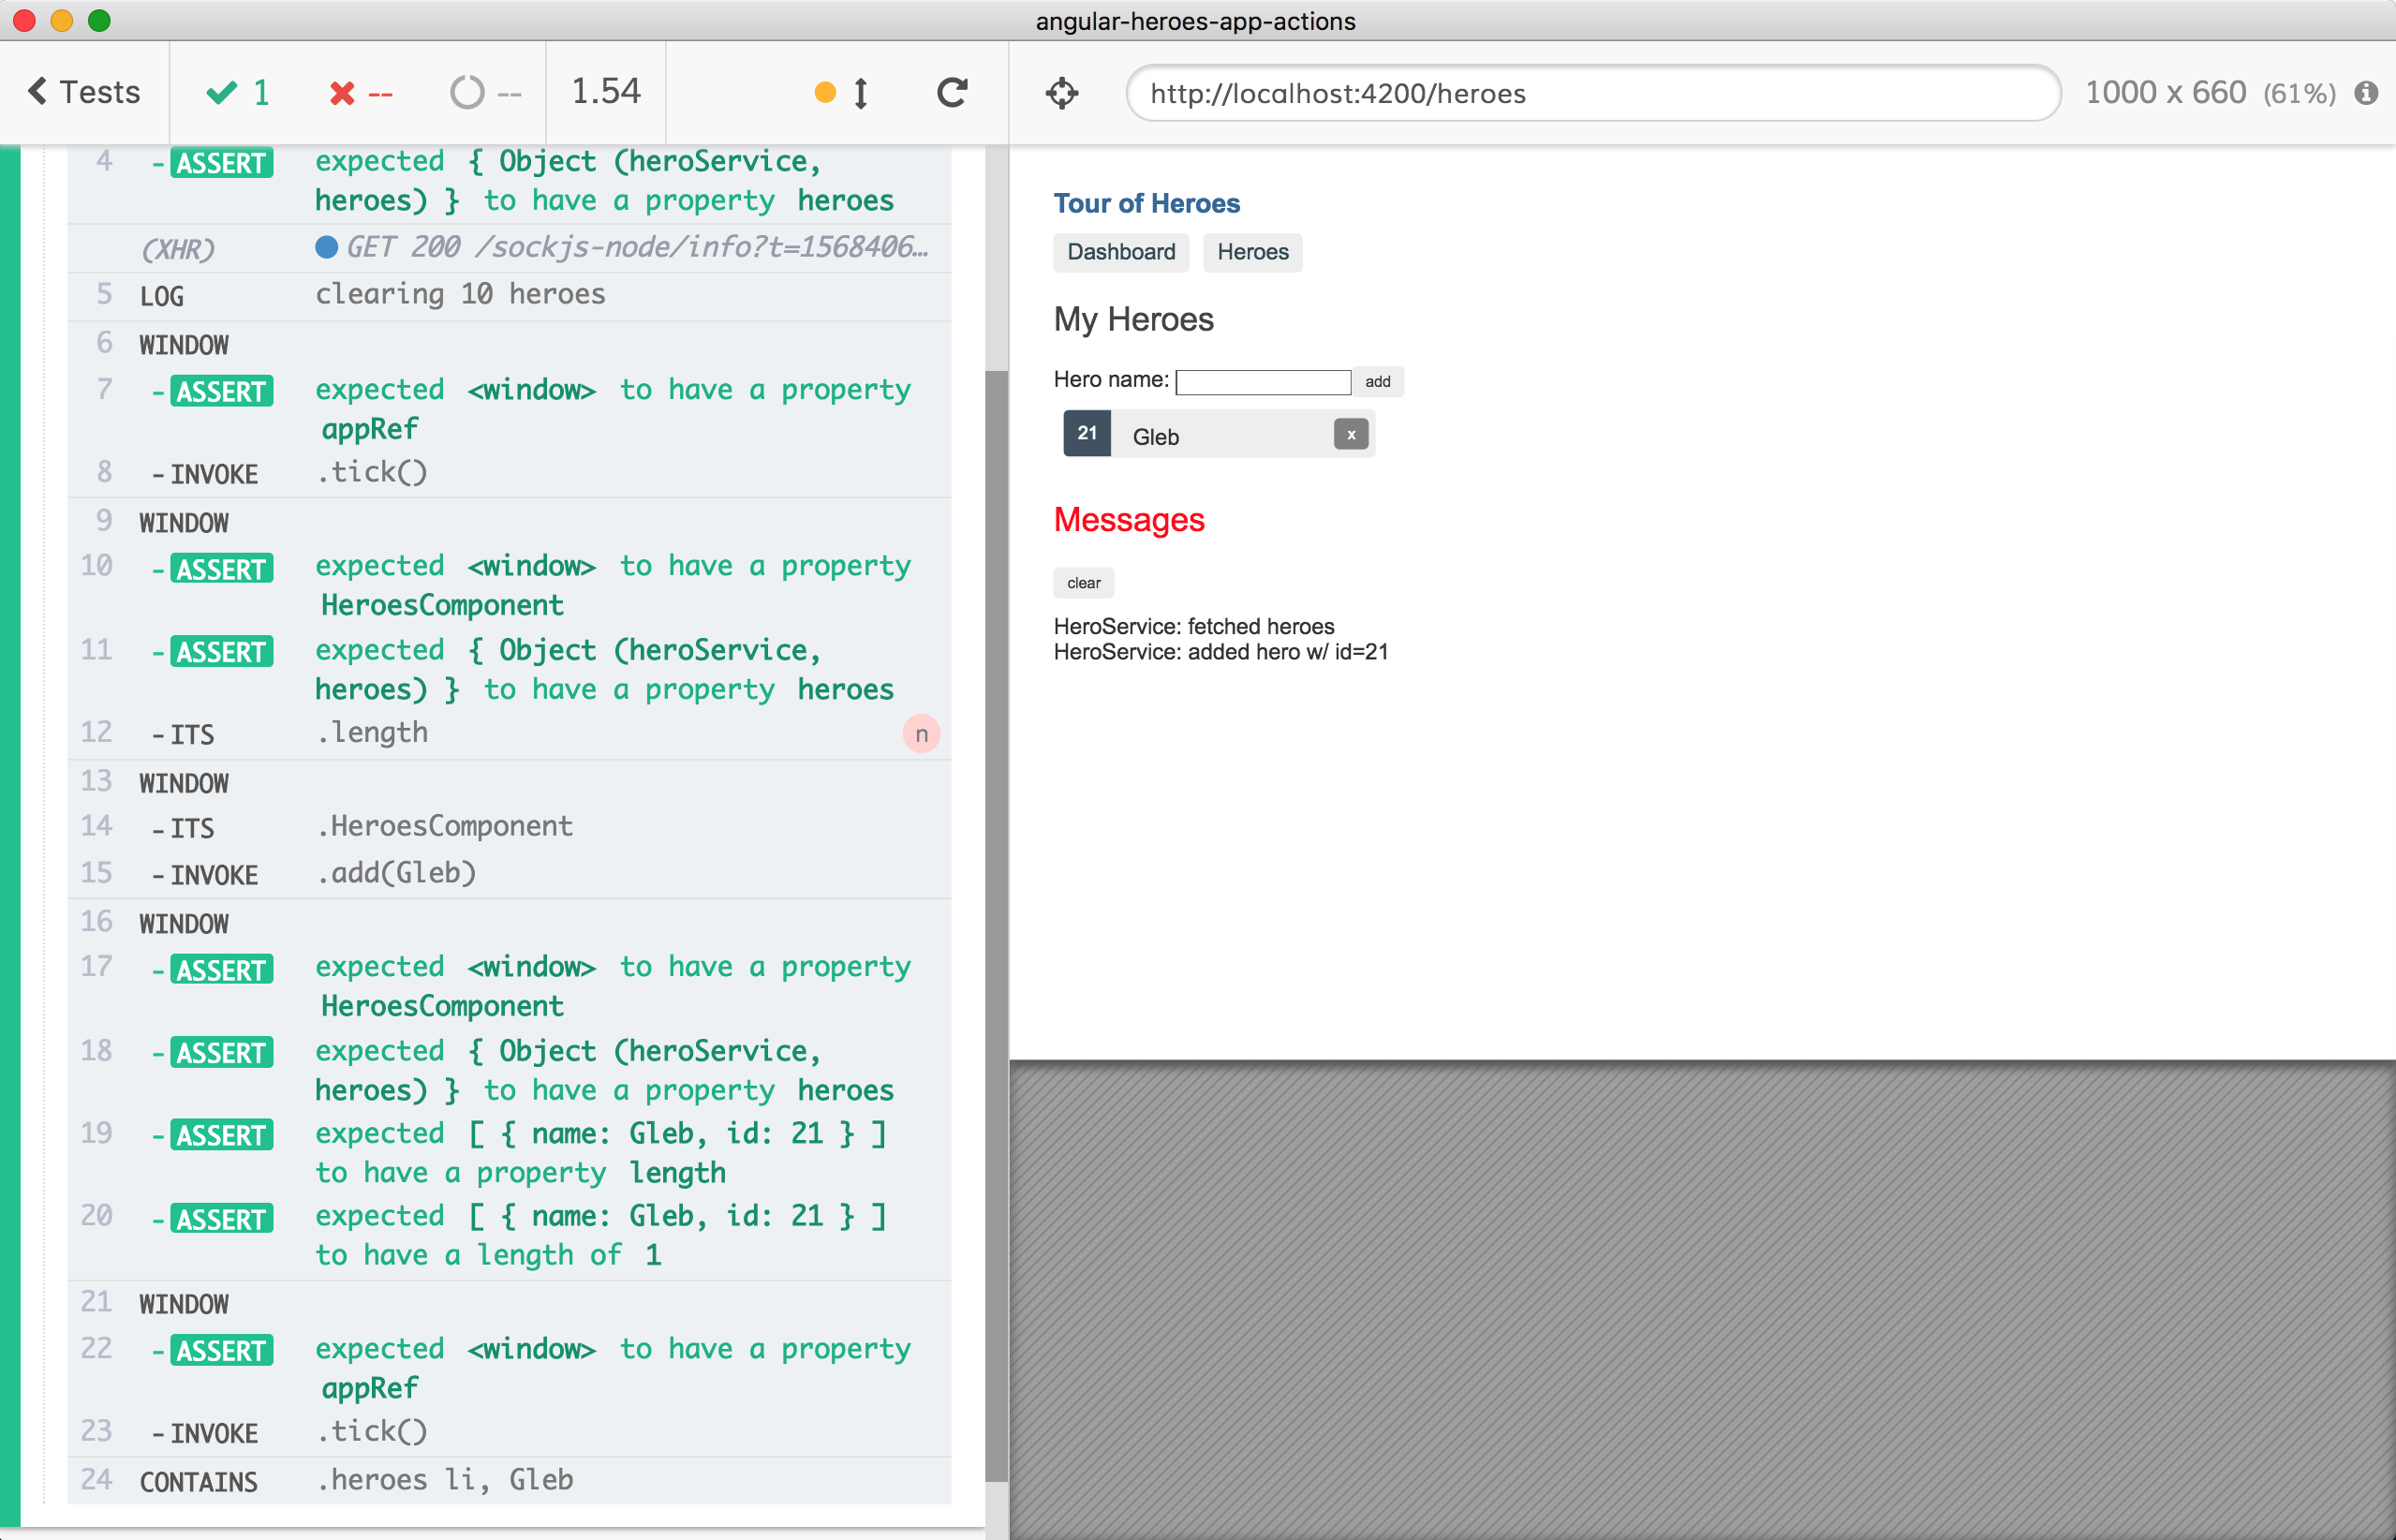 angular-heroes-app-actions
Tests
1
--
--
1.54
http://localhost:4200/heroes
1000 x 660 (61%)
4 -ASSERT expected { Object (heroService,
heroes) } to have a property heroes
(XHR) GET 200 /sockjs-node/info?t=1568406…
5 LOG clearing 10 heroes
6 WINDOW
7 -ASSERT expected <window> to have a property
appRef
8 -INVOKE .tick()
9 WINDOW
10 -ASSERT expected <window> to have a property
HeroesComponent
11 -ASSERT expected { Object (heroService,
heroes) } to have a property heroes
12 -ITS .length n
13 WINDOW
14 -ITS .HeroesComponent
15 -INVOKE .add(Gleb)
16 WINDOW
17 -ASSERT expected <window> to have a property
HeroesComponent
18 -ASSERT expected { Object (heroService,
heroes) } to have a property heroes
19 -ASSERT expected [ { name: Gleb, id: 21 } ]
to have a property length
20 -ASSERT expected [ { name: Gleb, id: 21 } ]
to have a length of 1
21 WINDOW
22 -ASSERT expected <window> to have a property
appRef
23 -INVOKE .tick()
24 CONTAINS .heroes li, Gleb
Tour of Heroes
Dashboard Heroes
My Heroes
Hero name: add
21 Gleb x
Messages
clear
HeroService: fetched heroes
HeroService: added hero w/ id=21